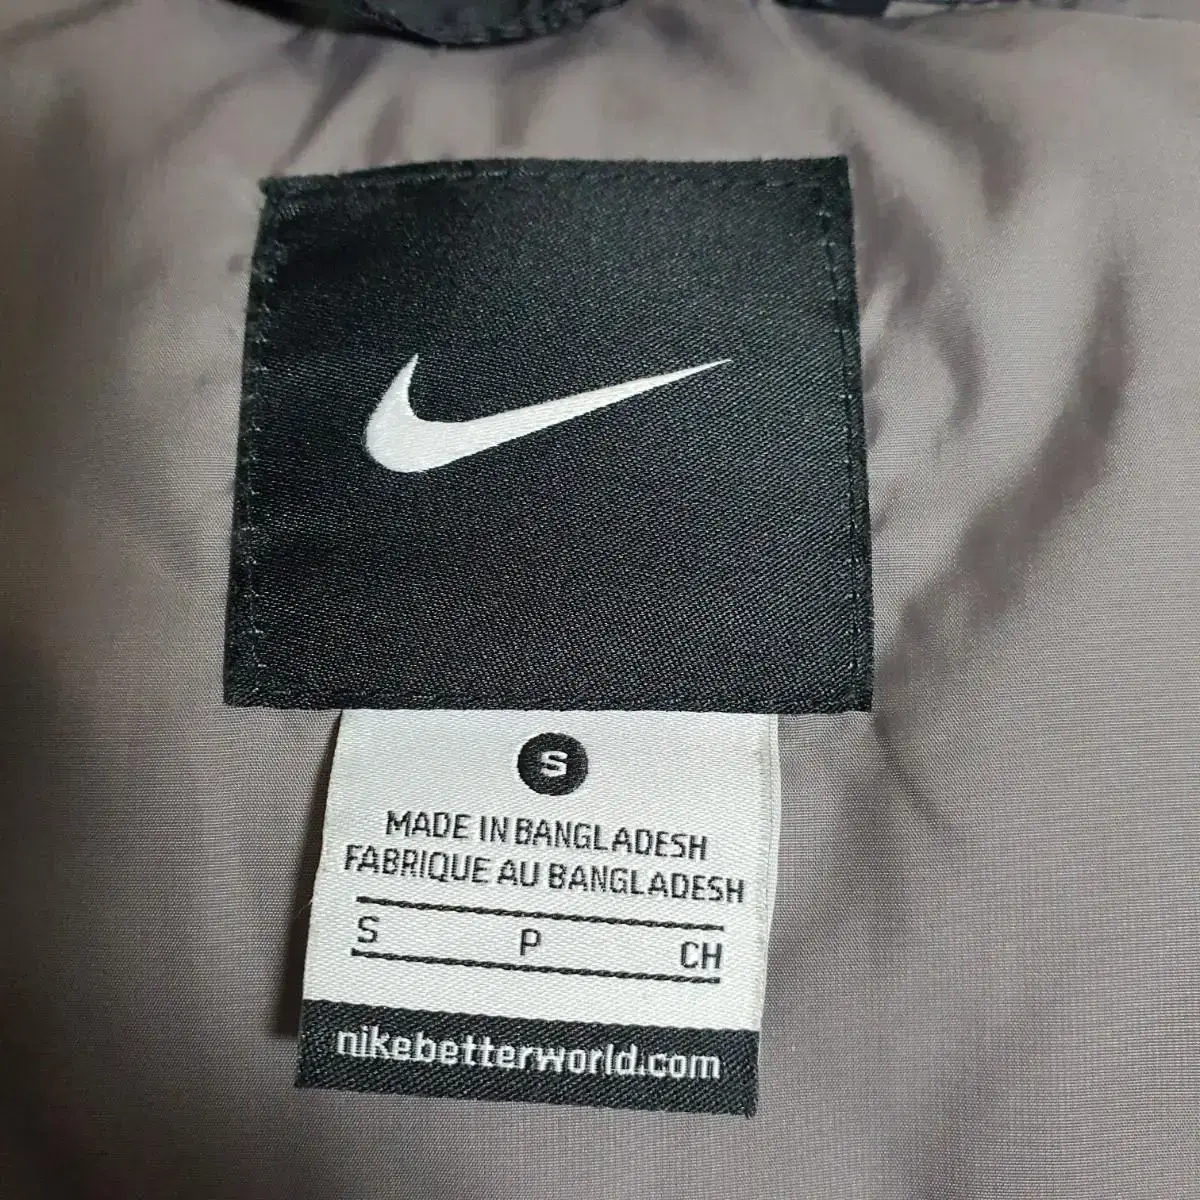 S
MADE IN BANGLADESH
FABRIQUE AU BANGLADESH
S P CH
nikebetterworld.com